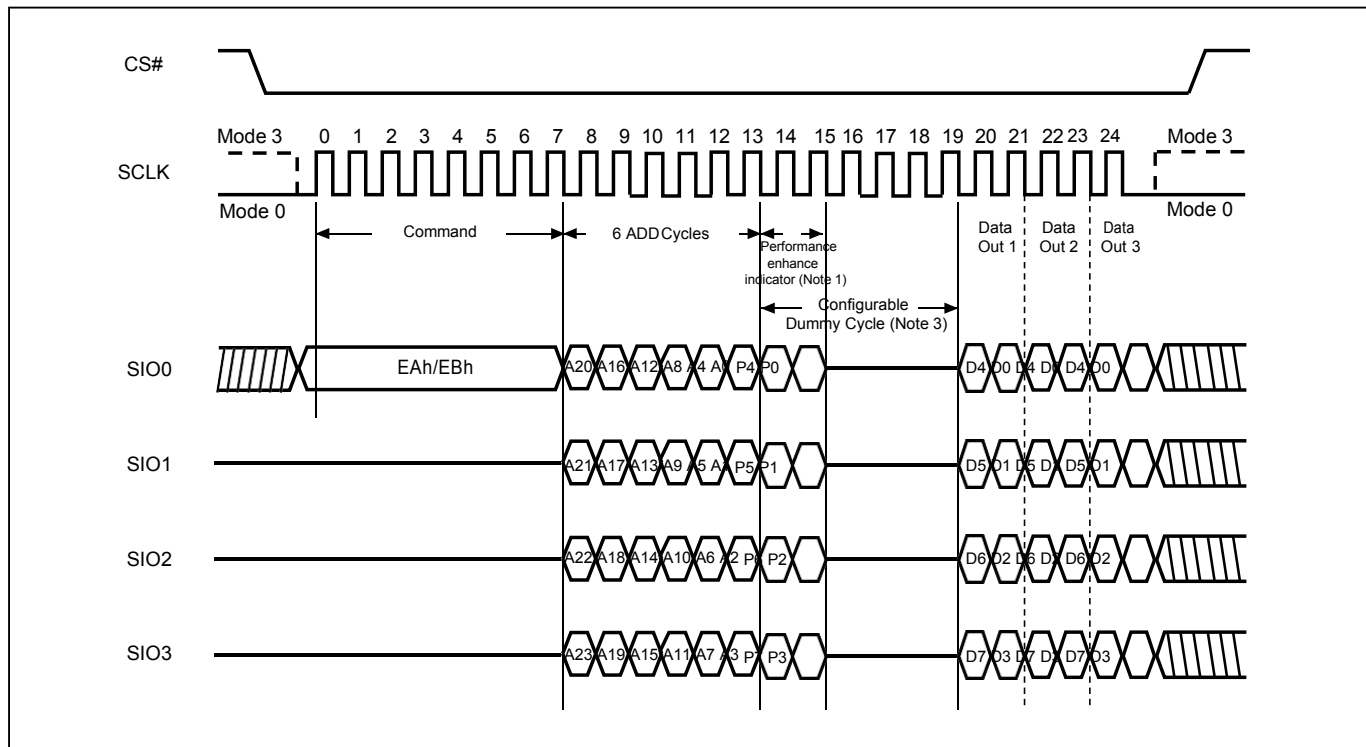 CS#
Mode 3 0 1 2 3 4 5 6 7 8 9 10 11 12 13 14 15 16 17 18 19 20 21 22 23 24 Mode 3
SCLK
Mode 0 Mode 0
Command 6 ADD Cycles Performance enhance indicator (Note 1) Data Out 1 Data Out 2 Data Out 3
Configurable
Dummy Cycle (Note 3)
SIO0 EAh/EBh A20 A16 A12 A8 A4 P4 P0 D4 D0 D4 D0 D4 D0
SIO1 A21 A17 A13 A9 A5 P5 P1 D5 D1 D5 D5 D1
SIO2 A22 A18 A14 A10 A6 A2 P2 D6 D2 D6 D6 D2
SIO3 A23 A19 A15 A11 A7 A3 P3 D7 D3 D7 D7 D3